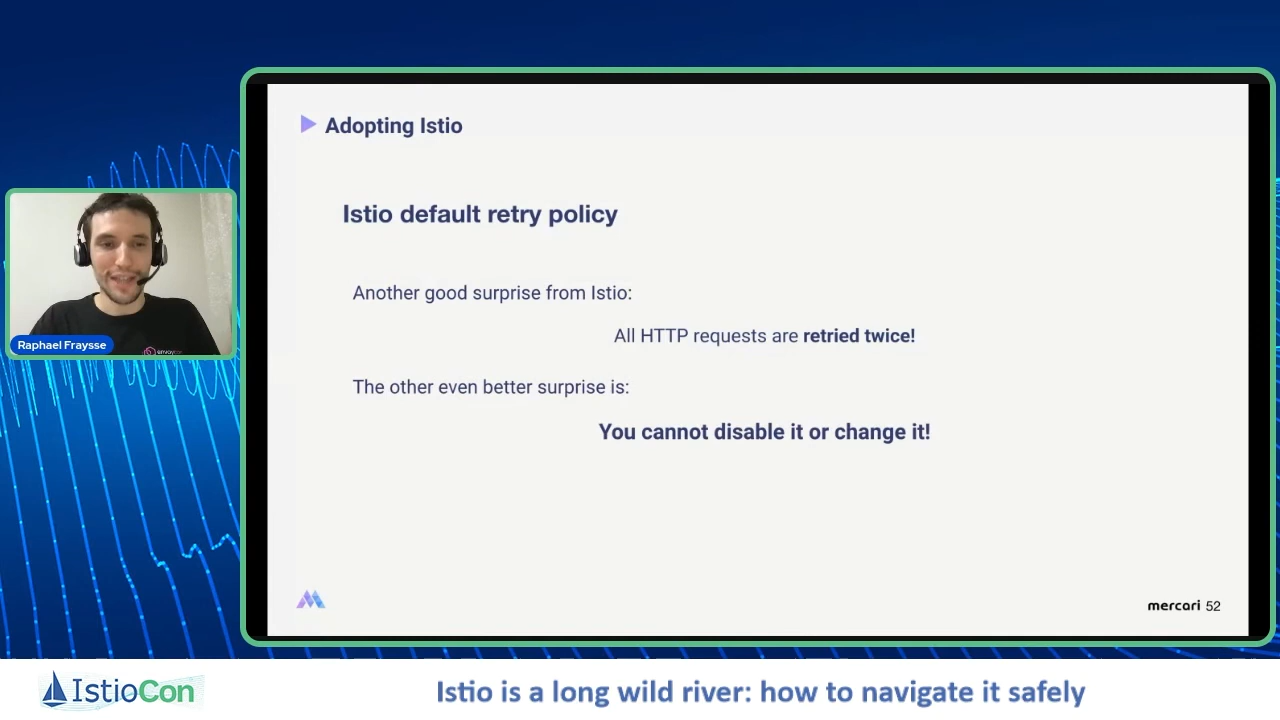 Adopting Istio
Istio default retry policy
Another good surprise from Istio:
All HTTP requests are retried twice!
The other even better surprise is:
You cannot disable it or change it!
mercari 52
Raphael Fraysse
IstioCon
Istio is a long wild river: how to navigate it safely